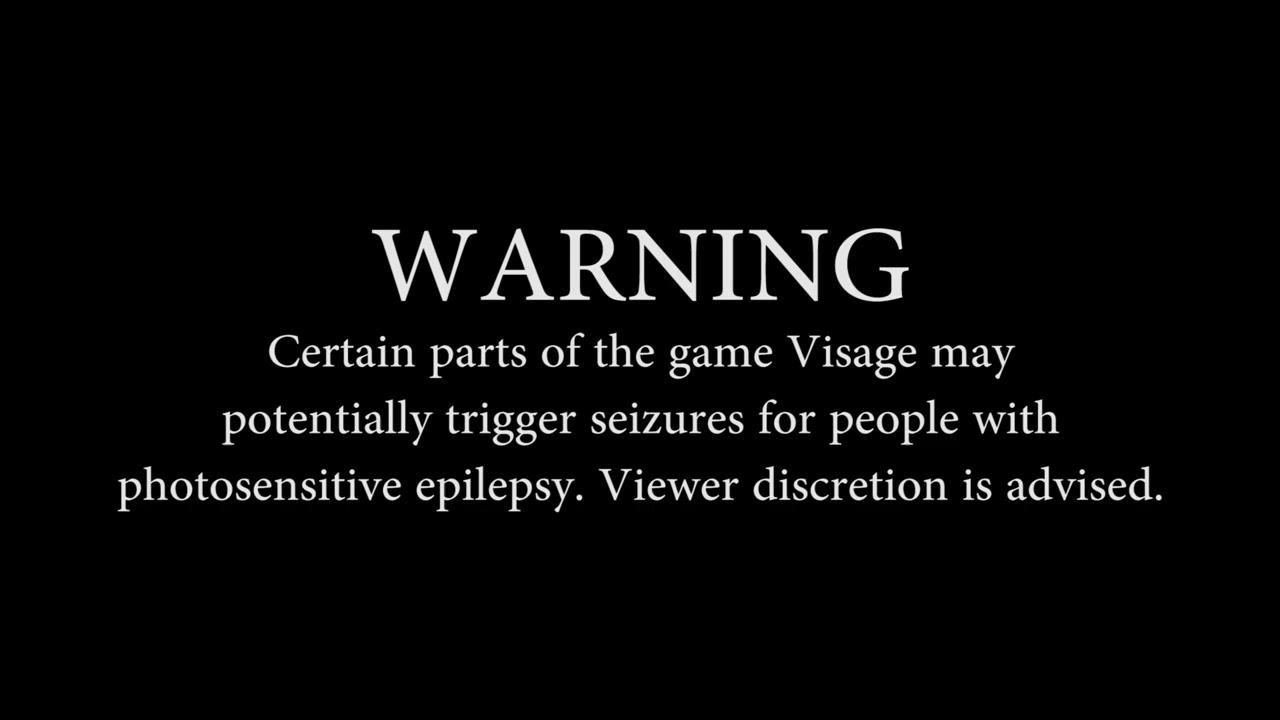 WARNING
Certain parts of the game Visage may
potentially trigger seizures for people with
photosensitive epilepsy. Viewer discretion is advised.